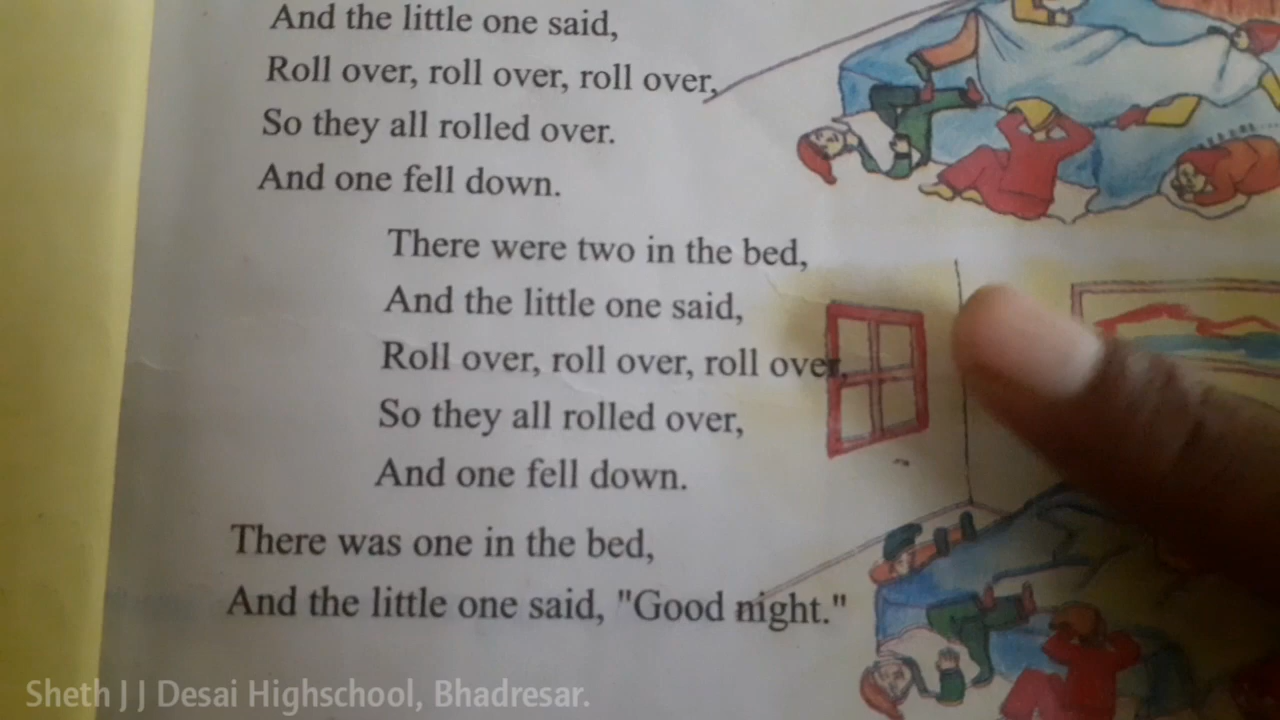 And the little one said,
Roll over, roll over, roll over,
So they all rolled over.
And one fell down.
There were two in the bed,
And the little one said,
Roll over, roll over, roll over,
So they all rolled over,
And one fell down.
There was one in the bed,
And the little one said, "Good night."
Sheth J J Desai Highschool, Bhadresar.